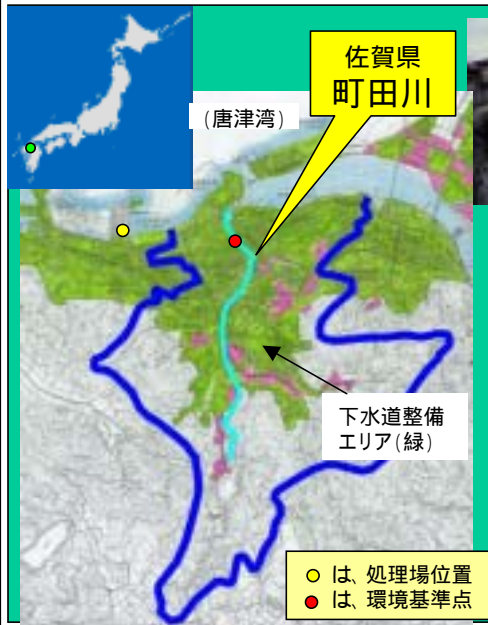 佐賀県
町田川
(唐津湾)
下水道整備
エリア(緑)
は、処理場位置
は、環境基準点